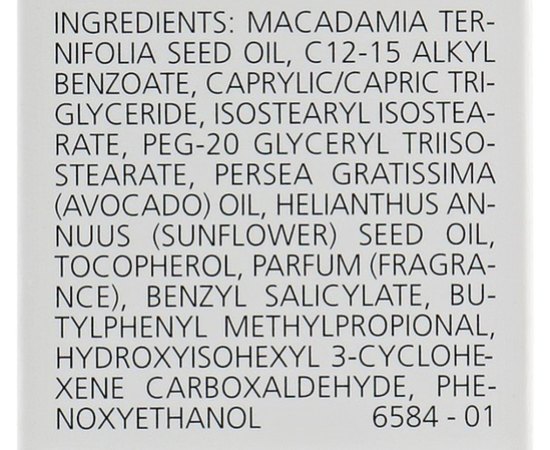 INGREDIENTS: MACADAMIA TER-
NIFOLIA SEED OIL, C12-15 ALKYL
BENZOATE, CAPRYLIC/CAPRIC TRI-
GLYCERIDE, ISOSTEARYL ISOSTEA-
RATE, PEG-20 GLYCERYL TRIISO-
STEARATE, PERSEA GRATISSIMA
(AVOCADO) OIL, HELIANTHUS AN-
NUUS (SUNFLOWER) SEED OIL,
TOCOPHEROL, PARFUM (FRAGRA-
NCE), BENZYL SALICYLATE, BU-
TYLPHENYL METHYLPROPIONAL,
HYDROXYISOHEXYL 3-CYCLOHE-
XENE CARBOXALDEHYDE, PHE-
NOXYETHANOL 6584 - 01